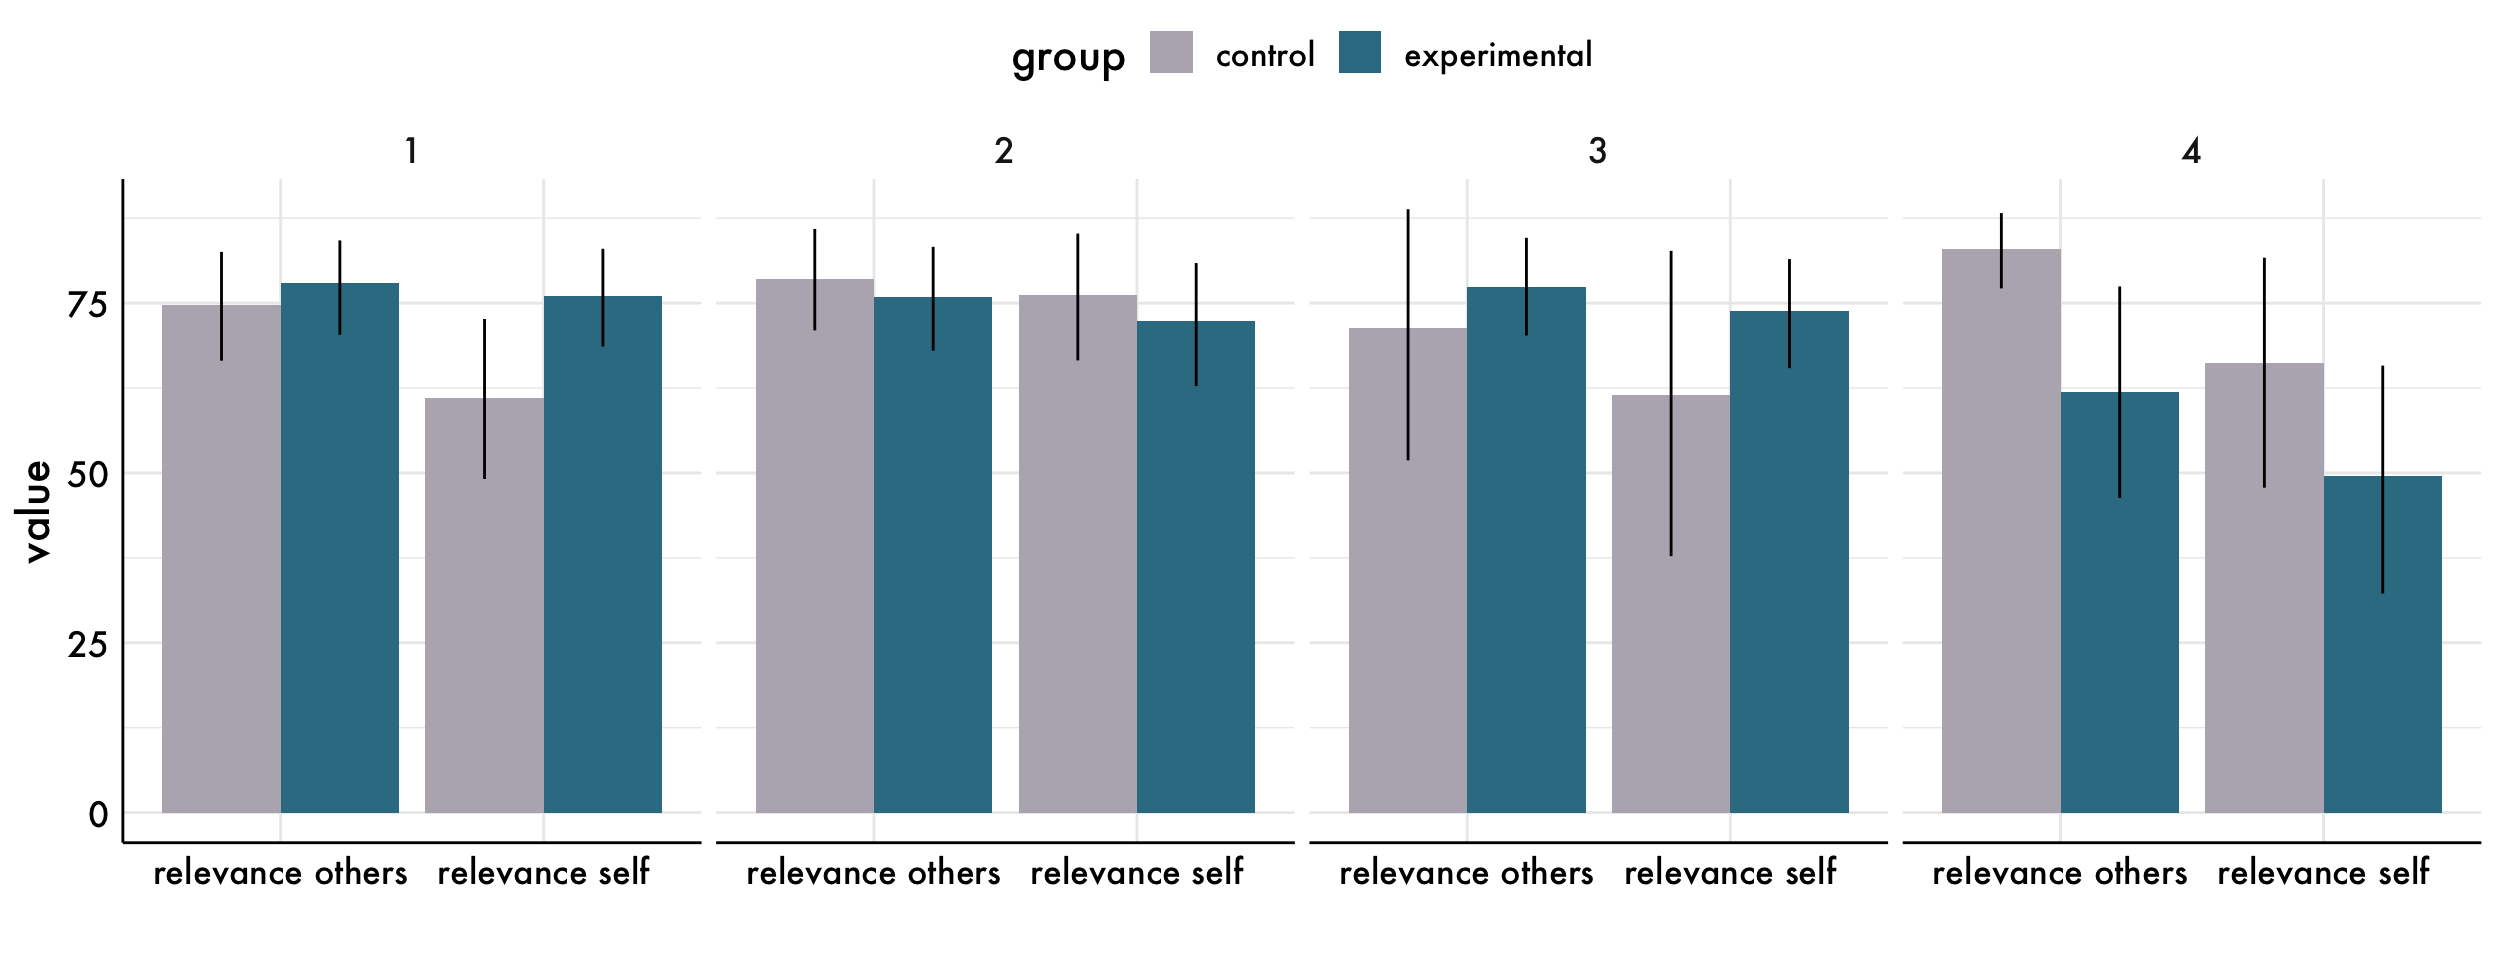 group control experimental
1 2 3 4
value
75
50
25
0
relevance others relevance self relevance others relevance self relevance others relevance self relevance others relevance self